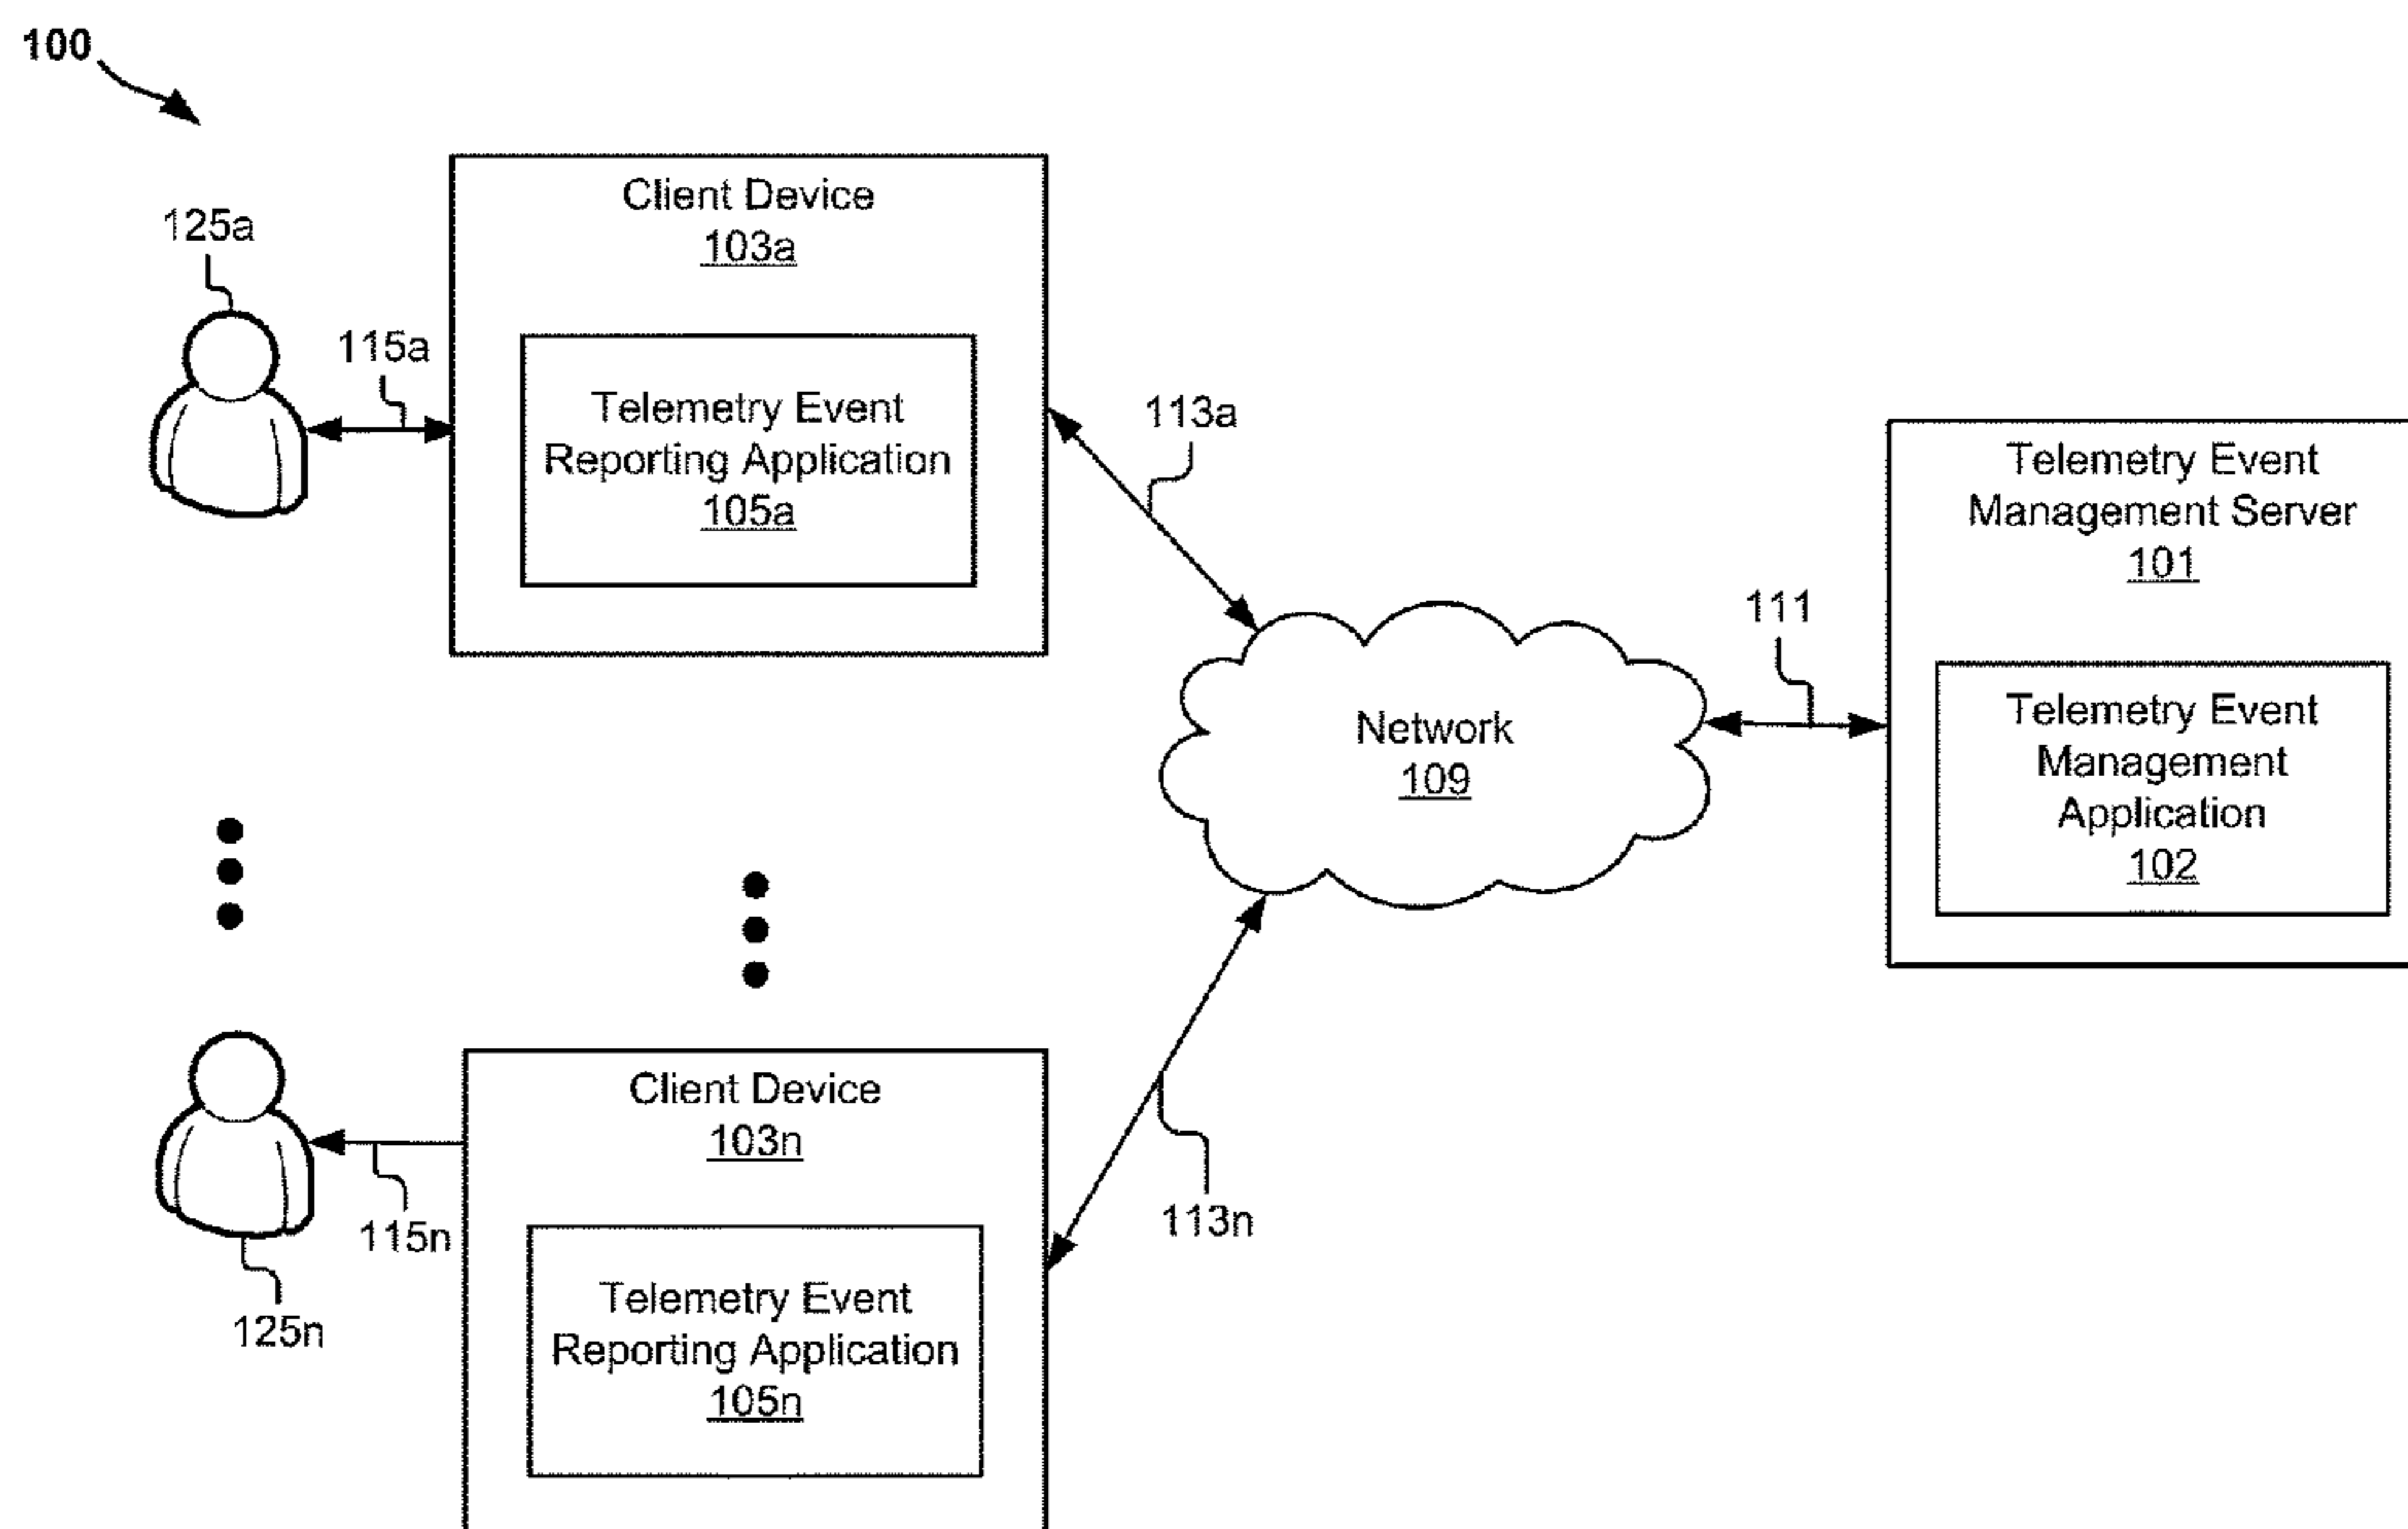 100
125a
115a
Client Device
103a
Telemetry Event
Reporting Application
105a
113a
Network
109
111
Telemetry Event
Management Server
101
Telemetry Event
Management
Application
102
125n
115n
Client Device
103n
Telemetry Event
Reporting Application
105n
113n